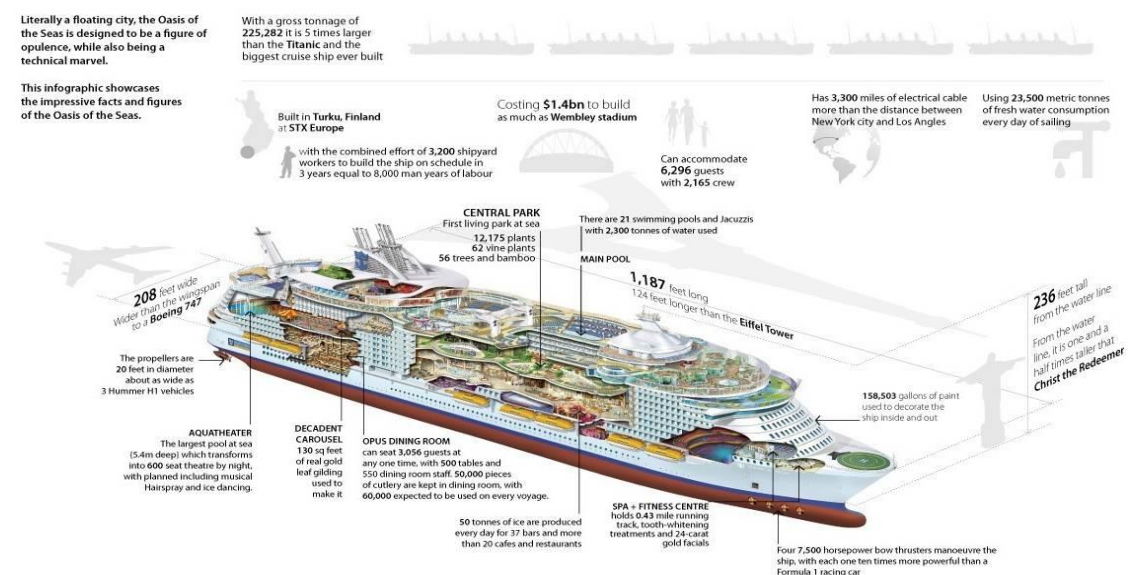 Literally a floating city, the Oasis of
the Seas is designed to be a figure of
opulence, while also being a
technical marvel.
This infographic showcases
the impressive facts and figures
of the Oasis of the Seas.
With a gross tonnage of
225,282 it is 5 times larger
than the Titanic and the
biggest cruise ship ever built
Built in Turku, Finland
at STX Europe
with the combined effort of 3,200 shipyard
workers to build the ship on schedule in
3 years equal to 8,000 man years of labour
Costing $1.4bn to build
as much as Wembley stadium
Can accommodate
6,296 guests
with 2,165 crew
Has 3,300 miles of electrical cable
more than the distance between
New York city and Los Angles
Using 23,500 metric tonnes
of fresh water consumption
every day of sailing
CENTRAL PARK
First living park at sea
12,175 plants
62 vine plants
56 trees and bamboo
There are 21 swimming pools and Jacuzzis
with 2,300 tonnes of water used
MAIN POOL
208 feet wide
Wider than the wingspan
to a Boeing 747
1,187 feet long
124 feet longer than the Eiffel Tower
236 feet tall
from the water line
From the water
line, it is one and a
half times taller that
Christ the Redeemer
The propellers are
20 feet in diameter
about as wide as
3 Hummer H1 vehicles
158,503 gallons of paint
used to decorate the
ship inside and out
AQUATHEATER
The largest pool at sea
(5.4m deep) which transforms
into 600 seat theatre by night,
with planned including musical
Hairspray and ice dancing.
DECADENT
CAROUSEL
130 sq feet
of real gold
leaf gilding
used to
make it
OPUS DINING ROOM
can seat 3,056 guests at
any one time, with 500 tables and
550 dining room staff. 50,000 pieces
of cutlery are kept in dining room, with
60,000 expected to be used on every voyage.
50 tonnes of ice are produced
every day for 37 bars and more
than 20 cafes and restaurants
SPA + FITNESS CENTRE
holds 0.43 mile running
track, tooth-whitening
treatments and 24-carat
gold facials
Four 7,500 horsepower bow thrusters manoeuvre the
ship, with each one ten times more powerful than a
Formula 1 racing car